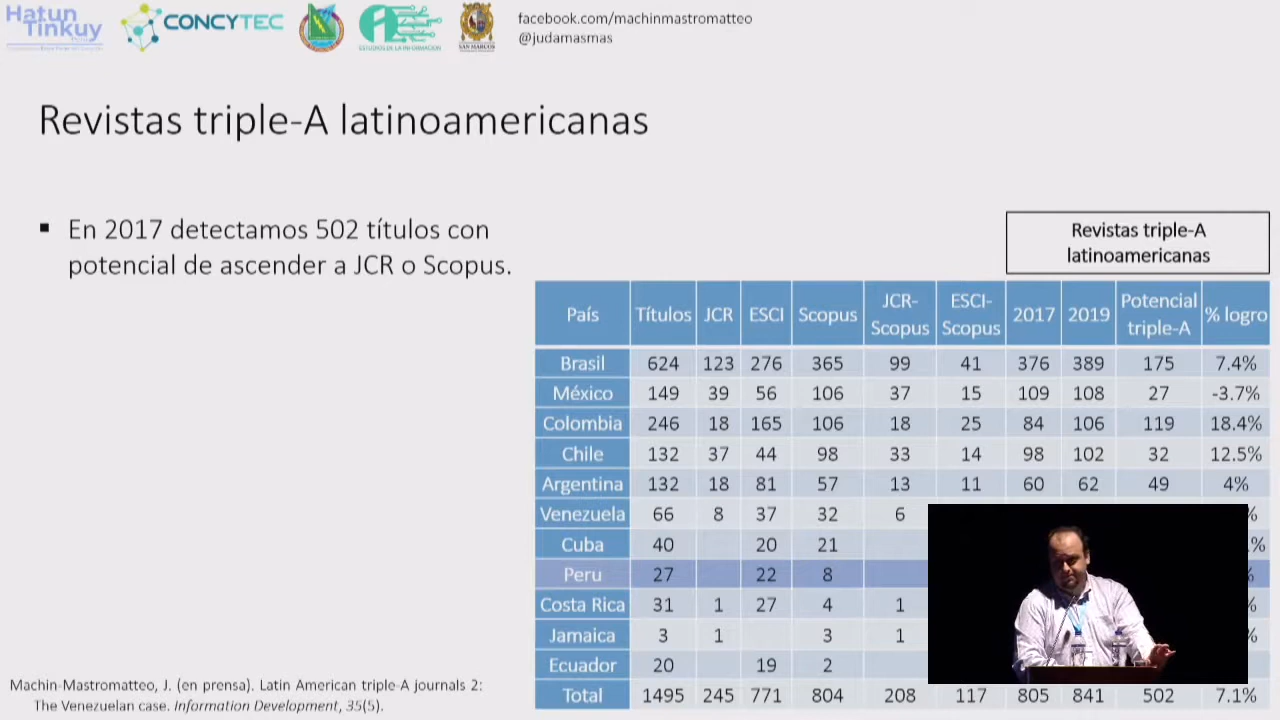 Hatun
Tinkuy
CONCYTEC
ESTUDIOS DE LA INFORMACIÓN
SAN MARCOS
facebook.com/machinmastromatteo
@judamasmas
Revistas triple-A latinoamericanas
▪ En 2017 detectamos 502 títulos con
potencial de ascender a JCR o Scopus.
Revistas triple-A
latinoamericanas
País Títulos JCR ESCI Scopus JCR-Scopus ESCI-Scopus 2017 2019 Potencial triple-A % logro
Brasil 624 123 276 365 99 41 376 389 175 7.4%
México 149 39 56 106 37 15 109 108 27 -3.7%
Colombia 246 18 165 106 18 25 84 106 119 18.4%
Chile 132 37 44 98 33 14 98 102 32 12.5%
Argentina 132 18 81 57 13 11 60 62 49 4%
Venezuela 66 8 37 32 6 %
Cuba 40 20 21 %
Peru 27 22 8 %
Costa Rica 31 1 27 4 1 %
Jamaica 3 1 3 1 %
Ecuador 20 19 2
Total 1495 245 771 804 208 117 805 841 502 7.1%
Machin-Mastromatteo, J. (en prensa). Latin American triple-A journals 2:
The Venezuelan case. Information Development, 35(5).